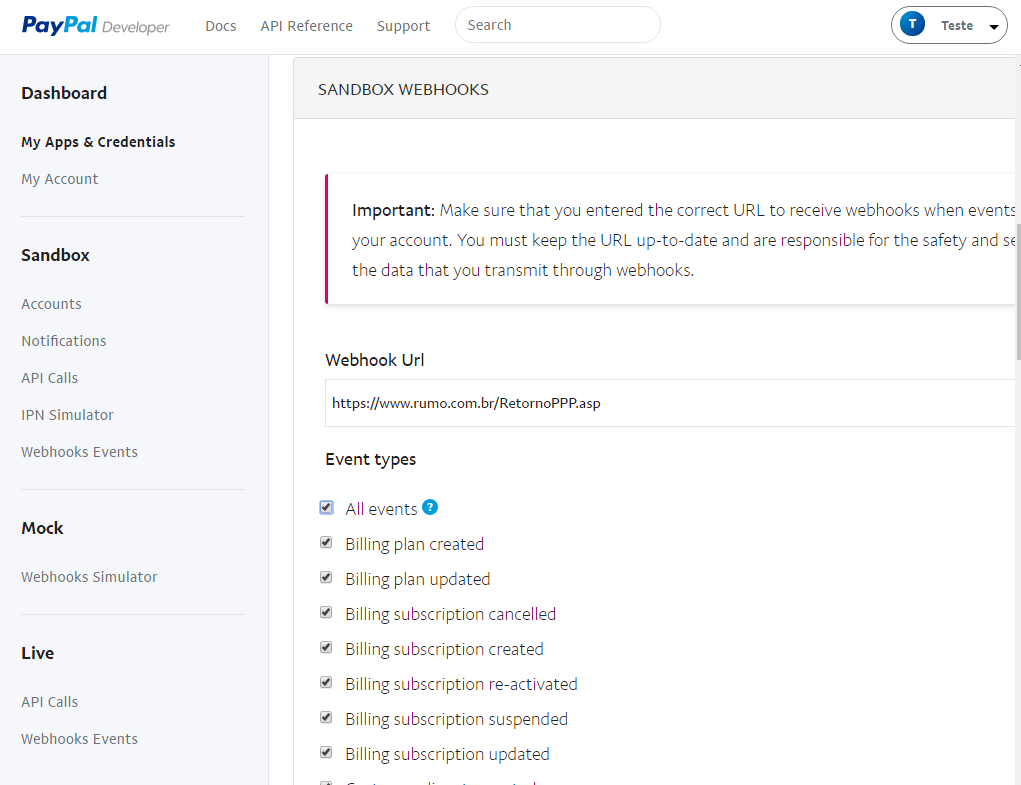 PayPal Developer
Docs
API Reference
Support
Search
T
Teste
Dashboard
My Apps & Credentials
My Account
Sandbox
Accounts
Notifications
API Calls
IPN Simulator
Webhooks Events
Mock
Webhooks Simulator
Live
API Calls
Webhooks Events
SANDBOX WEBHOOKS
Important: Make sure that you entered the correct URL to receive webhooks when events
your account. You must keep the URL up-to-date and are responsible for the safety and se
the data that you transmit through webhooks.
Webhook Url
https://www.rumo.com.br/RetornoPPP.asp
Event types
All events ?
Billing plan created
Billing plan updated
Billing subscription cancelled
Billing subscription created
Billing subscription re-activated
Billing subscription suspended
Billing subscription updated